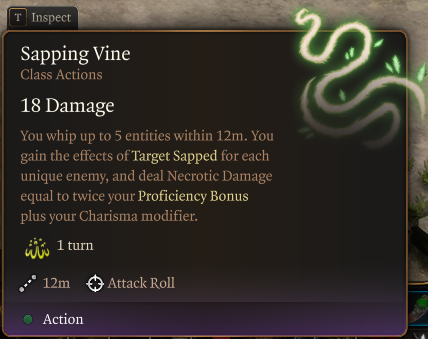 T Inspect
Sapping Vine
Class Actions
18 Damage
You whip up to 5 entities within 12m. You
gain the effects of Target Sapped for each
unique enemy, and deal Necrotic Damage
equal to twice your Proficiency Bonus
plus your Charisma modifier.
1 turn
12m Attack Roll
Action